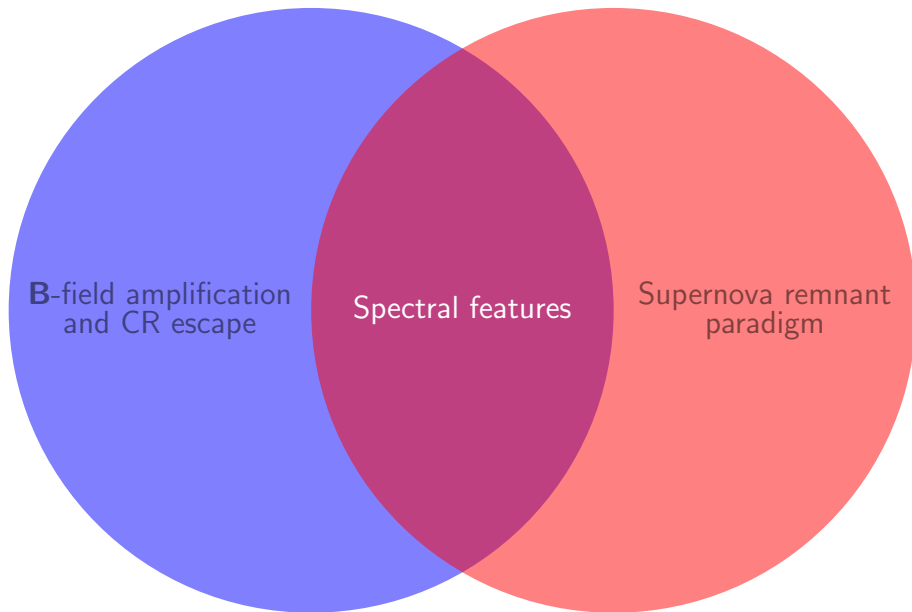 B-field amplification
and CR escape
Spectral features
Supernova remnant
paradigm